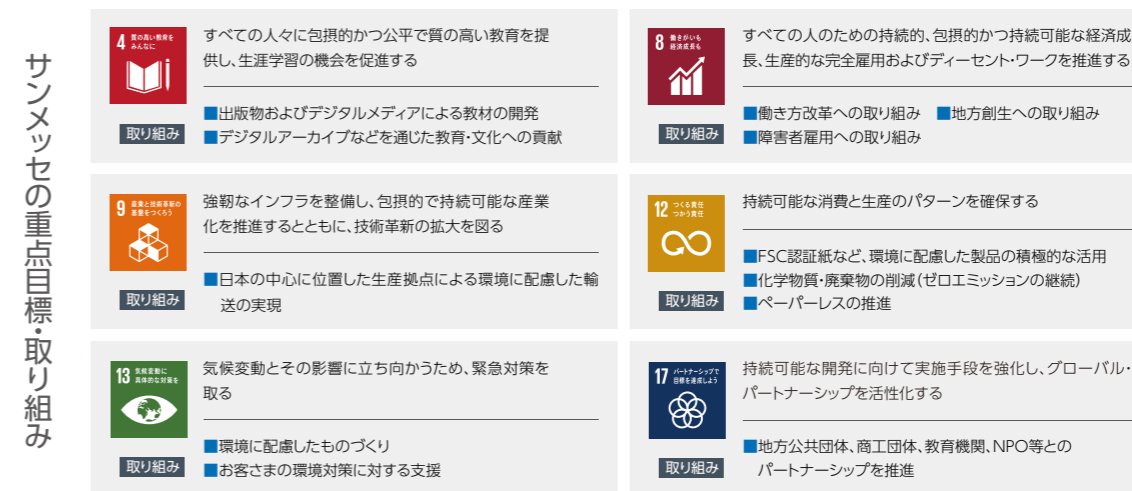 サンメッセの重点目標・取り組み
4 質の高い教育を
みんなに
すべての人々に包摂的かつ公平で質の高い教育を提
供し、生涯学習の機会を促進する
取り組み
■出版物およびデジタルメディアによる教材の開発
■デジタルアーカイブなどを通じた教育・文化への貢献
8 働きがいも
経済成長も
すべての人のための持続的、包摂的かつ持続可能な経済成
長、生産的な完全雇用およびディーセント・ワークを推進する
取り組み
■働き方改革への取り組み ■地方創生への取り組み
■障害者雇用への取り組み
9 産業と技術革新の
基盤をつくろう
強靭なインフラを整備し、包摂的で持続可能な産業
化を推進するとともに、技術革新の拡大を図る
取り組み
■日本の中心に位置した生産拠点による環境に配慮した輸
送の実現
12 つくる責任
つかう責任
持続可能な消費と生産のパターンを確保する
取り組み
■FSC認証紙など、環境に配慮した製品の積極的な活用
■化学物質・廃棄物の削減(ゼロエミッションの継続)
■ペーパーレスの推進
13 気候変動に
具体的な対策を
気候変動とその影響に立ち向かうため、緊急対策を
取る
取り組み
■環境に配慮したものづくり
■お客さまの環境対策に対する支援
17 パートナーシップで
目標を達成しよう
持続可能な開発に向けて実施手段を強化し、グローバル・
パートナーシップを活性化する
取り組み
■地方公共団体、商工団体、教育機関、NPO等との
パートナーシップを推進